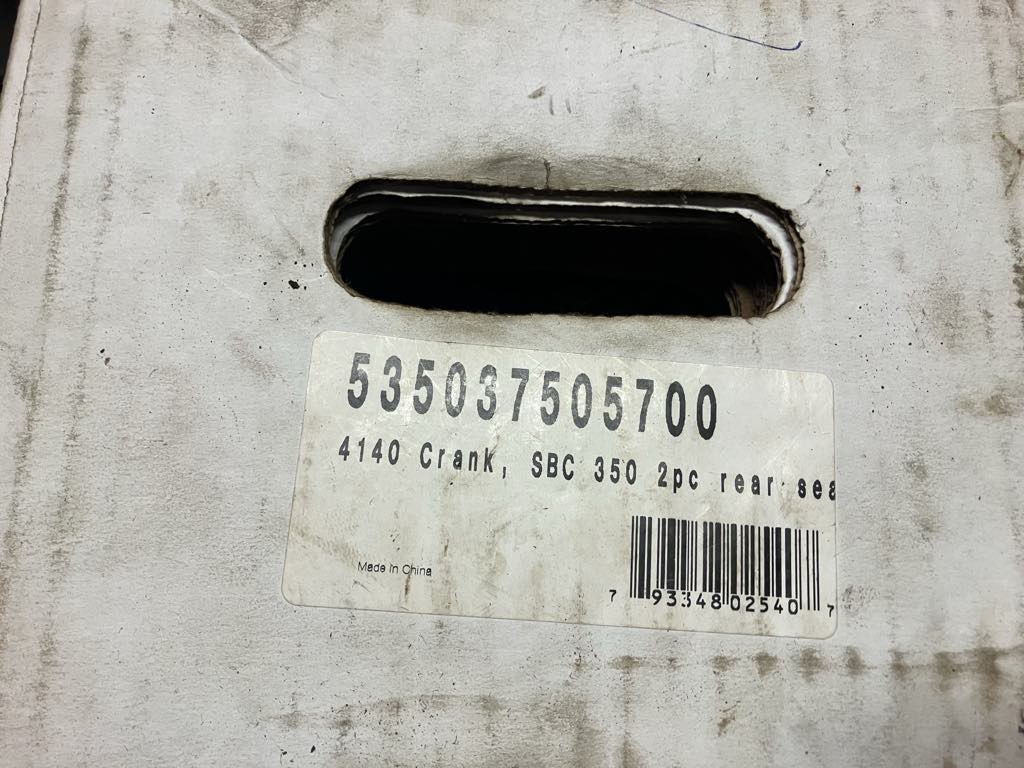 535037505700
4140 Crank, SBC 350 2pc rear sea
Made In China
7 93348 02540 7